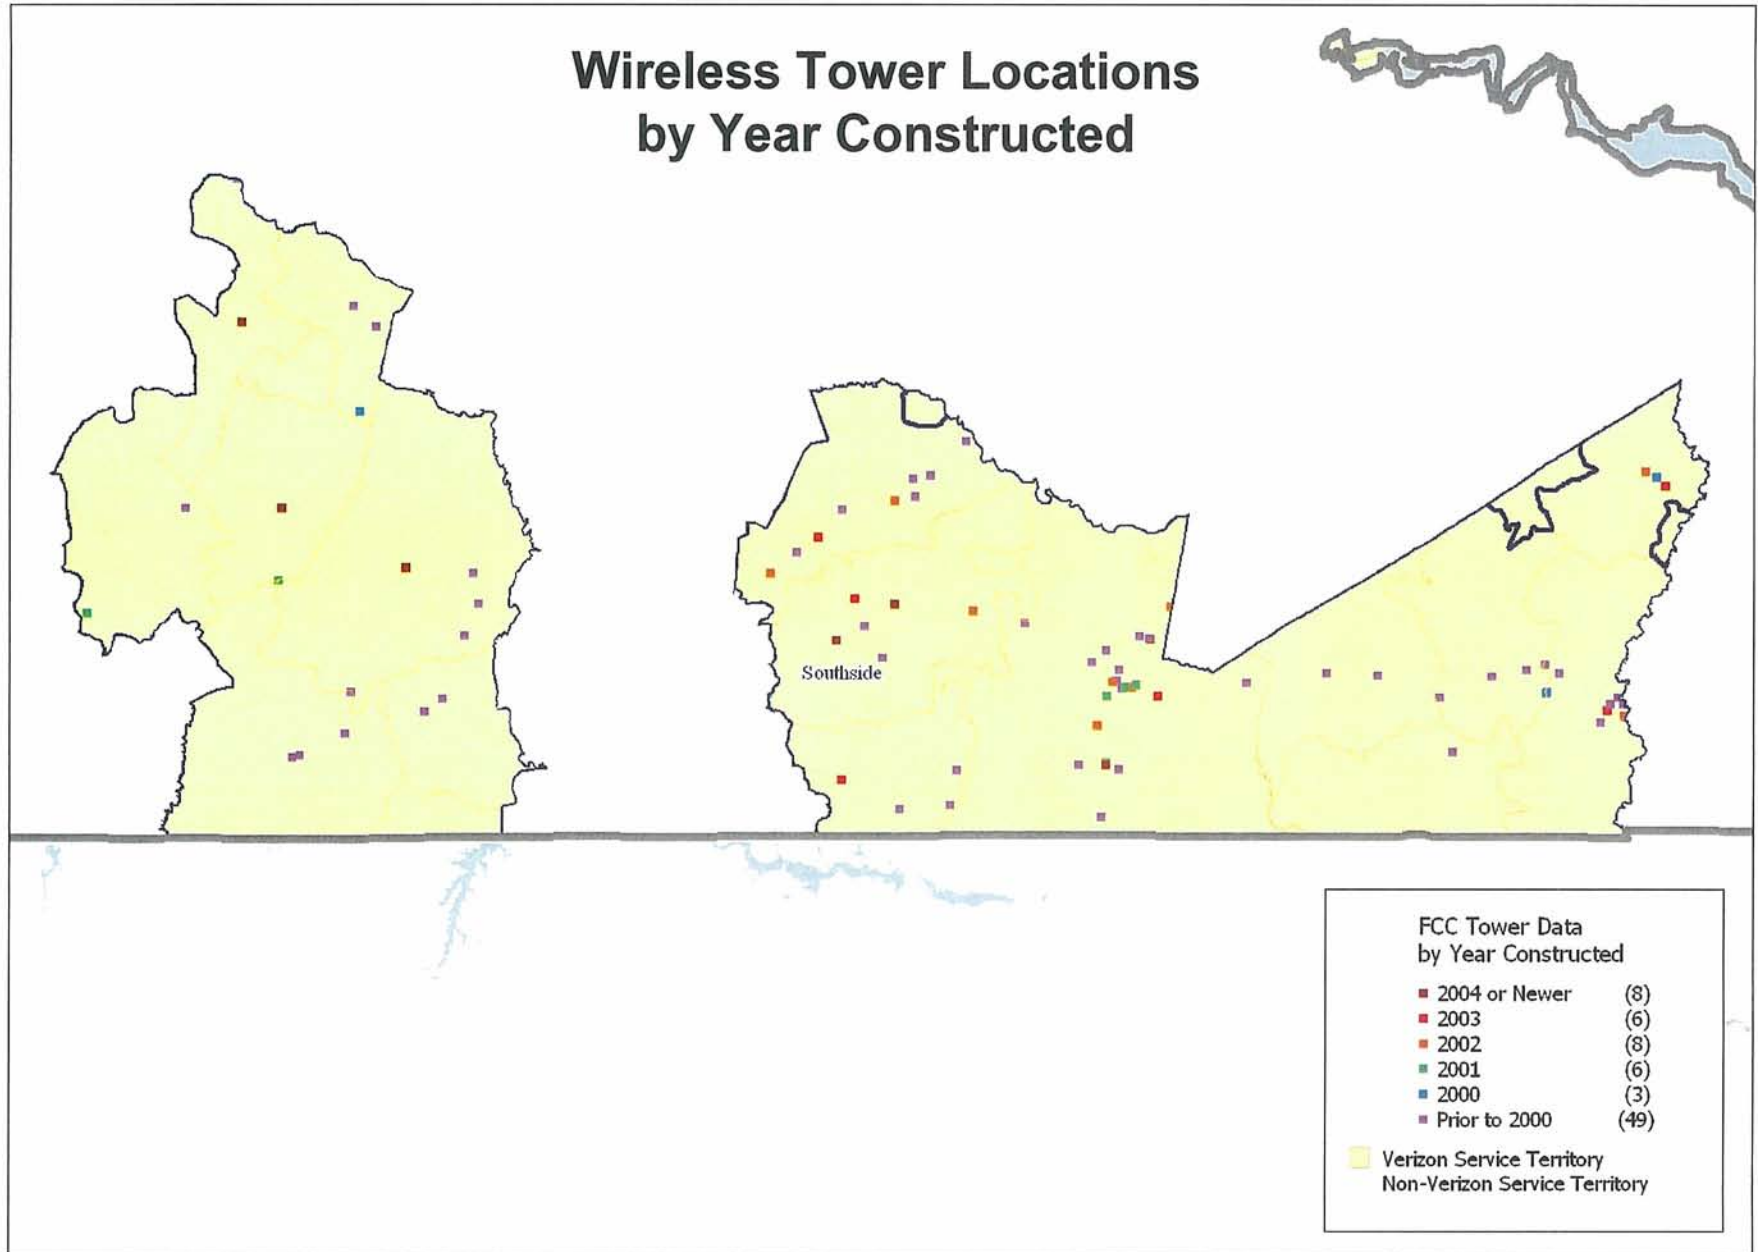 Wireless Tower Locations
by Year Constructed
Southside
FCC Tower Data
by Year Constructed
2004 or Newer (8)
2003 (6)
2002 (8)
2001 (6)
2000 (3)
Prior to 2000 (49)
Verizon Service Territory
Non-Verizon Service Territory